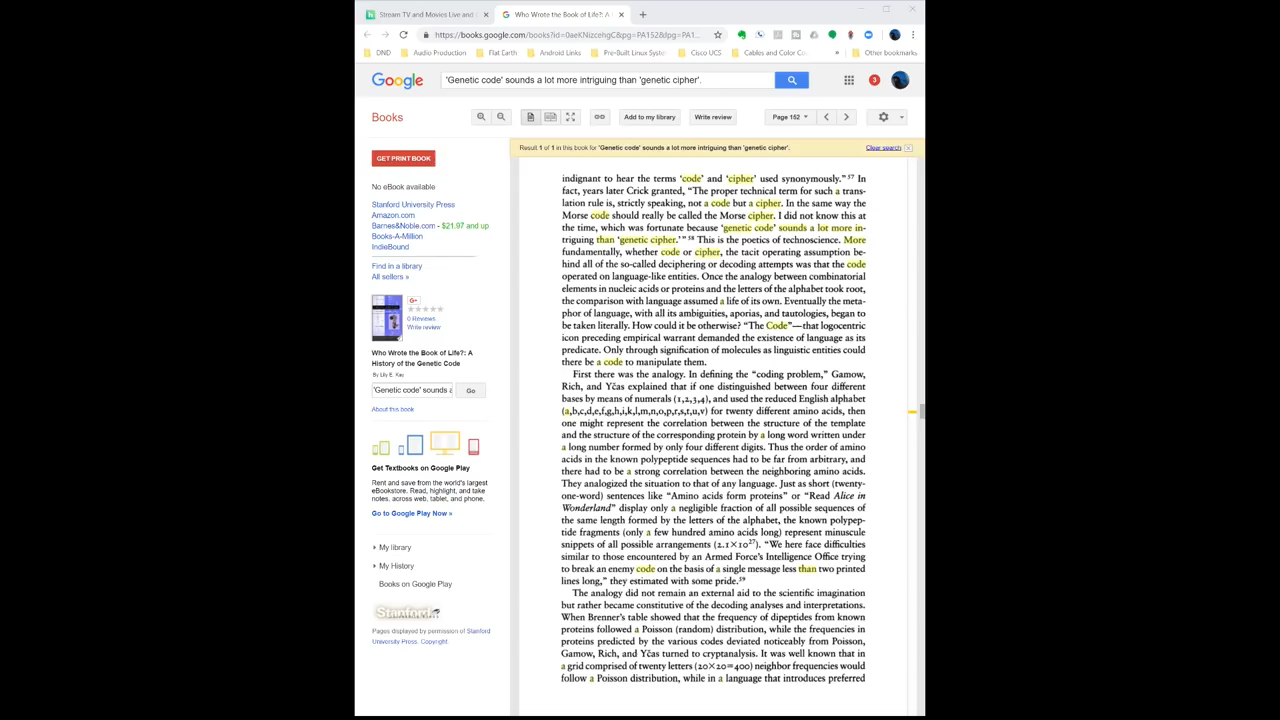 Stream TV and Movies Live and
Who Wrote the Book of Life?: A
https://books.google.com/books?id=0aeKNizcehgC&pg=PA152&dpg=PA1...
DND
Audio Production
Flat Earth
Android Links
Pre-Built Linux System
Cisco UCS
Cables and Color Co
»
Other bookmarks
Google
'Genetic code' sounds a lot more intriguing than 'genetic cipher'.
3
Books
Add to my library
Write review
Page 152
GET PRINT BOOK
No eBook available
Stanford University Press
Amazon.com
Barnes&Noble.com - $21.97 and up
Books-A-Million
IndieBound
Find in a library
All sellers »
G+
0 Reviews
Write review
Who Wrote the Book of Life?: A
History of the Genetic Code
By Lily E. Kay
'Genetic code' sounds a
Go
About this book
Get Textbooks on Google Play
Rent and save from the world's largest
eBookstore. Read, highlight, and take
notes, across web, tablet, and phone.
Go to Google Play Now »
My library
My History
Books on Google Play
Stanford
Pages displayed by permission of Stanford
University Press. Copyright.
Result 1 of 1 in this book for 'Genetic code' sounds a lot more intriguing than 'genetic cipher'.
Clear search
indignant to hear the terms ‘code’ and ‘cipher’ used synonymously.”57 In
fact, years later Crick granted, “The proper technical term for such a trans-
lation rule is, strictly speaking, not a code but a cipher. In the same way the
Morse code should really be called the Morse cipher. I did not know this at
the time, which was fortunate because ‘genetic code’ sounds a lot more in-
triguing than ‘genetic cipher.’”58 This is the poetics of technoscience. More
fundamentally, whether code or cipher, the tacit operating assumption be-
hind all of the so-called deciphering or decoding attempts was that the code
operated on language-like entities. Once the analogy between combinatorial
elements in nucleic acids or proteins and the letters of the alphabet took root,
the comparison with language assumed a life of its own. Eventually the meta-
phor of language, with all its ambiguities, aporias, and tautologies, began to
be taken literally. How could it be otherwise? “The Code”—that logocentric
icon preceding empirical warrant demanded the existence of language as its
predicate. Only through signification of molecules as linguistic entities could
there be a code to manipulate them.
First there was the analogy. In defining the “coding problem,” Gamow,
Rich, and Yčas explained that if one distinguished between four different
bases by means of numerals (1,2,3,4), and used the reduced English alphabet
(a,b,c,d,e,f,g,h,i,k,l,m,n,o,p,r,s,t,u,v) for twenty different amino acids, then
one might represent the correlation between the structure of the template
and the structure of the corresponding protein by a long word written under
a long number formed by only four different digits. Thus the order of amino
acids in the known polypeptide sequences had to be far from arbitrary, and
there had to be a strong correlation between the neighboring amino acids.
They analogized the situation to that of any language. Just as short (twenty-
one-word) sentences like “Amino acids form proteins” or “Read Alice in
Wonderland” display only a negligible fraction of all possible sequences of
the same length formed by the letters of the alphabet, the known polypep-
tide fragments (only a few hundred amino acids long) represent minuscule
snippets of all possible arrangements (2.1×10²⁷). “We here face difficulties
similar to those encountered by an Armed Force’s Intelligence Office trying
to break an enemy code on the basis of a single message less than two printed
lines long,” they estimated with some pride.59
The analogy did not remain an external aid to the scientific imagination
but rather became constitutive of the decoding analyses and interpretations.
When Brenner’s table showed that the frequency of dipeptides from known
proteins followed a Poisson (random) distribution, while the frequencies in
proteins predicted by the various codes deviated noticeably from Poisson,
Gamow, Rich, and Yčas turned to cryptanalysis. It was well known that in
a grid comprised of twenty letters (20×20=400) neighbor frequencies would
follow a Poisson distribution, while in a language that introduces preferred